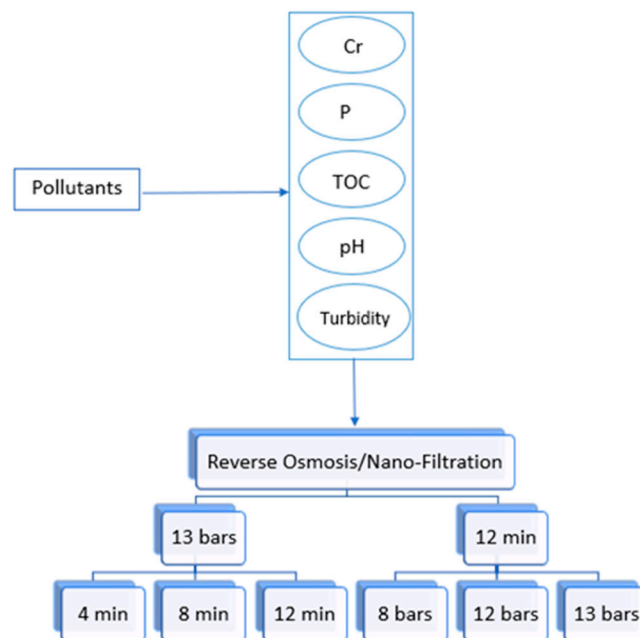 Cr
P
TOC
Pollutants
pH
Turbidity
Reverse Osmosis/Nano-Filtration
13 bars
12 min
4 min
8 min
12 min
8 bars
12 bars
13 bars